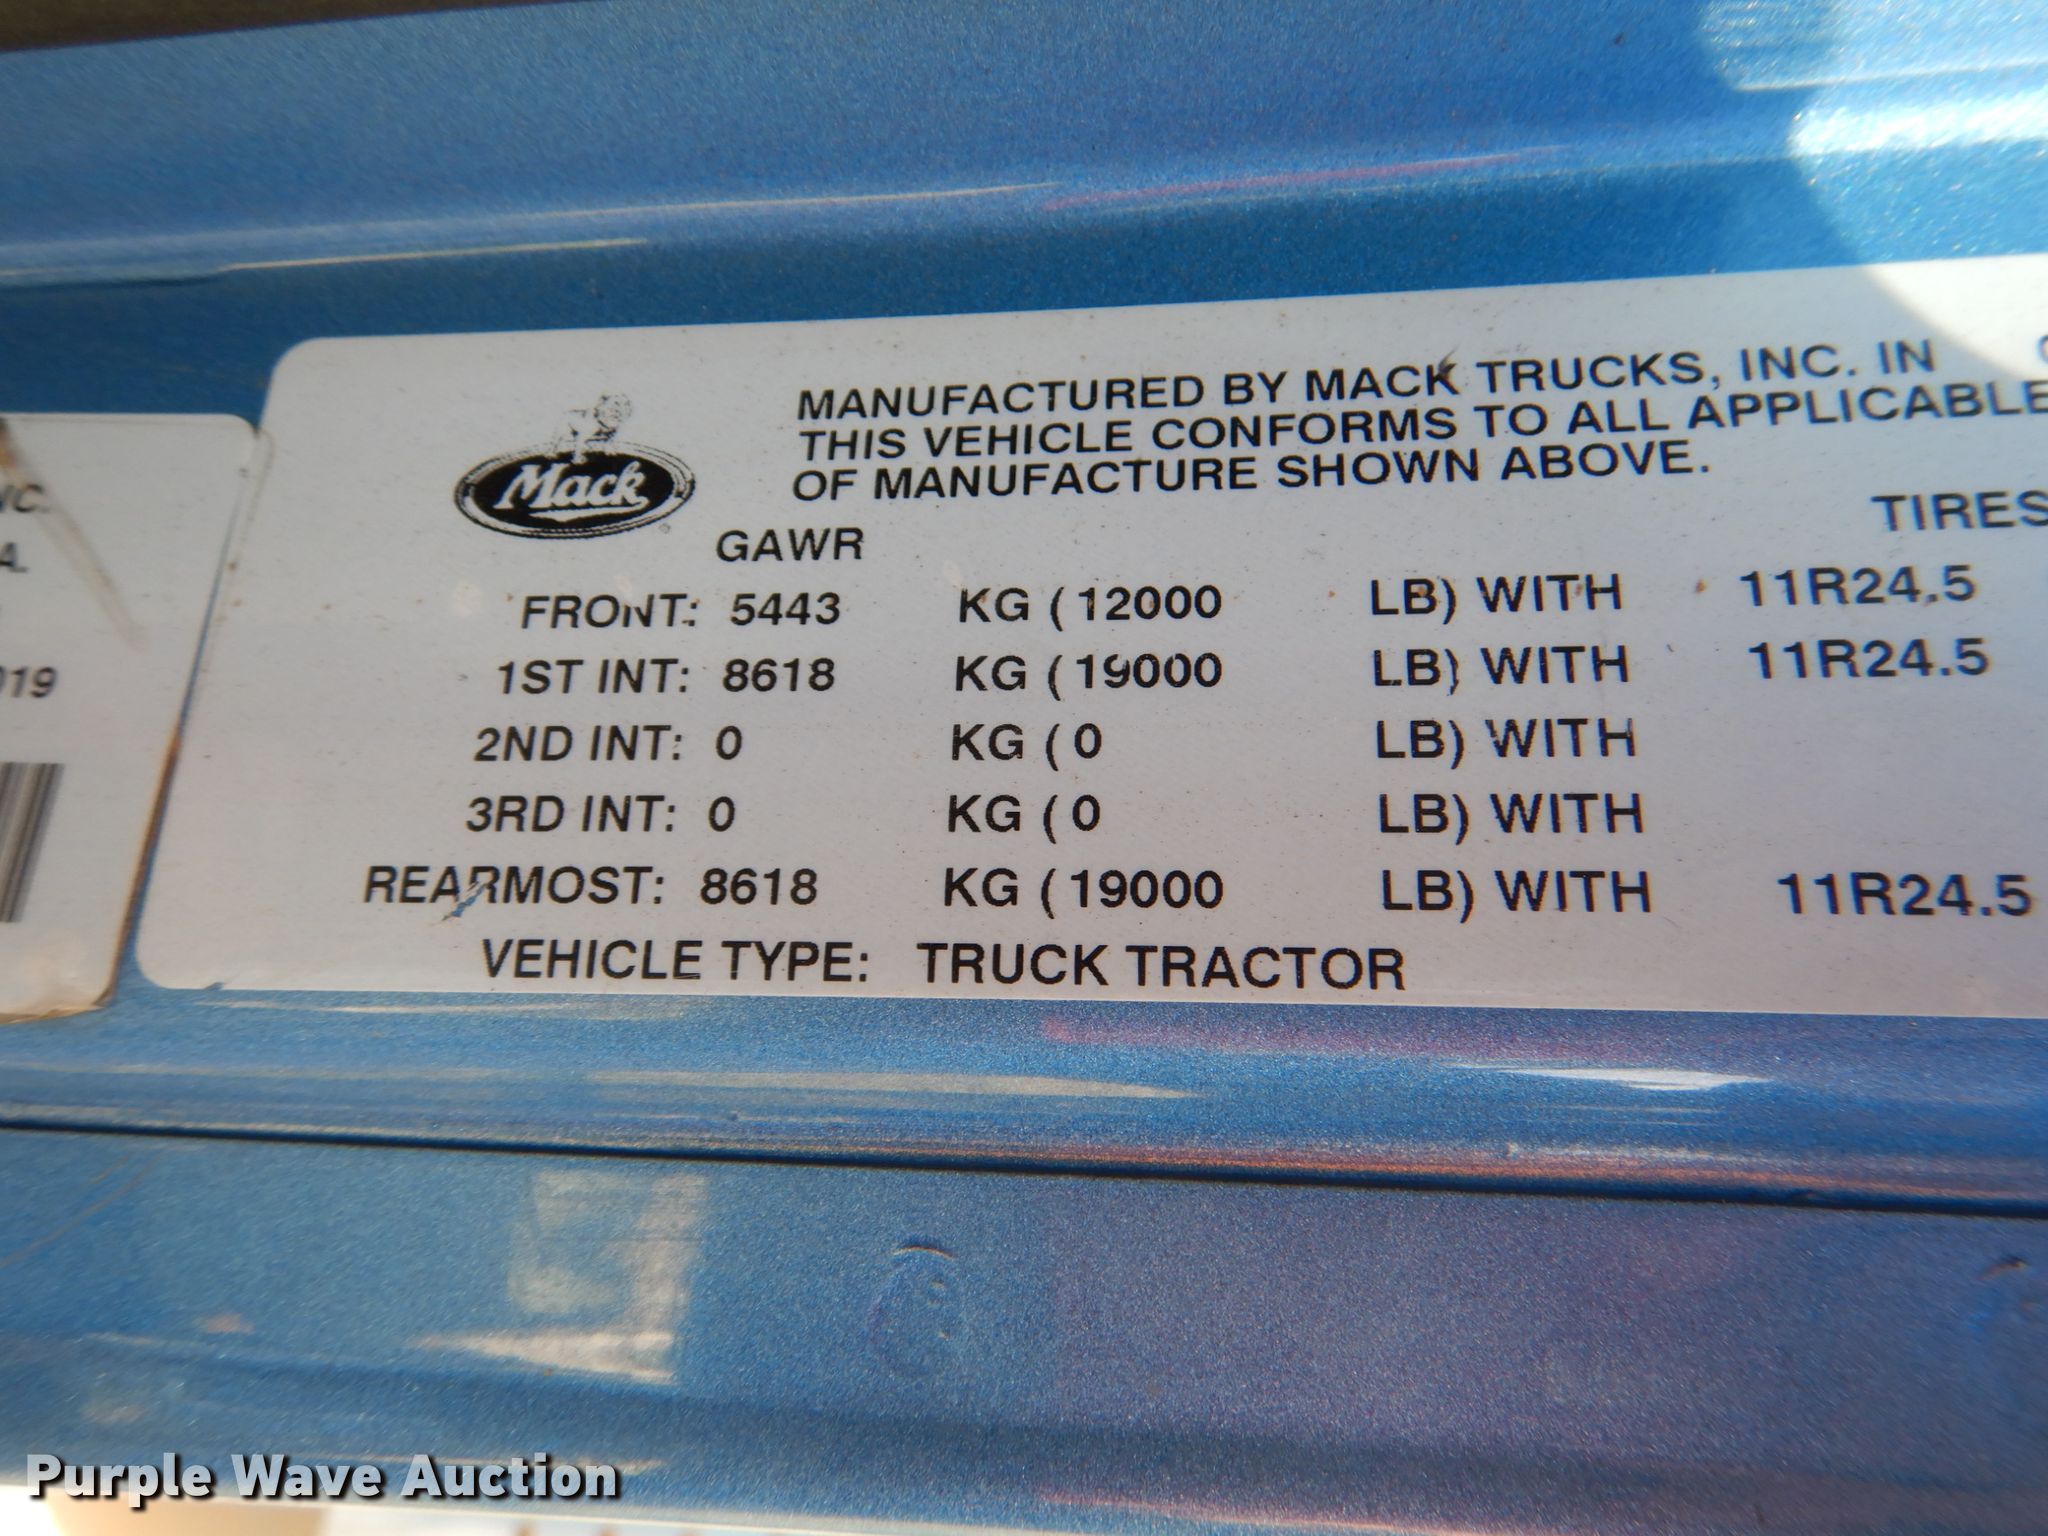 MANUFACTURED BY MACK TRUCKS, INC. IN
THIS VEHICLE CONFORMS TO ALL APPLICABLE
OF MANUFACTURE SHOWN ABOVE.
Mack
GAWR TIRES
FRONT: 5443 KG ( 12000 LB) WITH 11R24.5
1ST INT: 8618 KG ( 19000 LB) WITH 11R24.5
2ND INT: 0 KG ( 0 LB) WITH
3RD INT: 0 KG ( 0 LB) WITH
REARMOST: 8618 KG ( 19000 LB) WITH 11R24.5
VEHICLE TYPE: TRUCK TRACTOR
NC.
A.
019
Purple Wave Auction